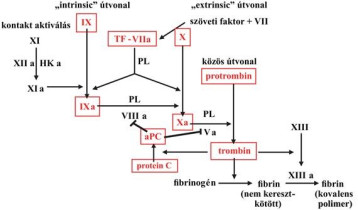 „intrinsic” útvonal
„extrinsic” útvonal
kontakt aktiválás
IX
szöveti faktor + VII
XI
TF - VIIa
X
XII a
HK a
PL
közös útvonal
XI a
protrombin
IXa
PL
VIII a
Xa
PL
aPC
V a
XIII
protein C
trombin
XIII a
fibrinogén
fibrin
(nem kereszt-
kötött)
fibrin
(kovalens
polimer)